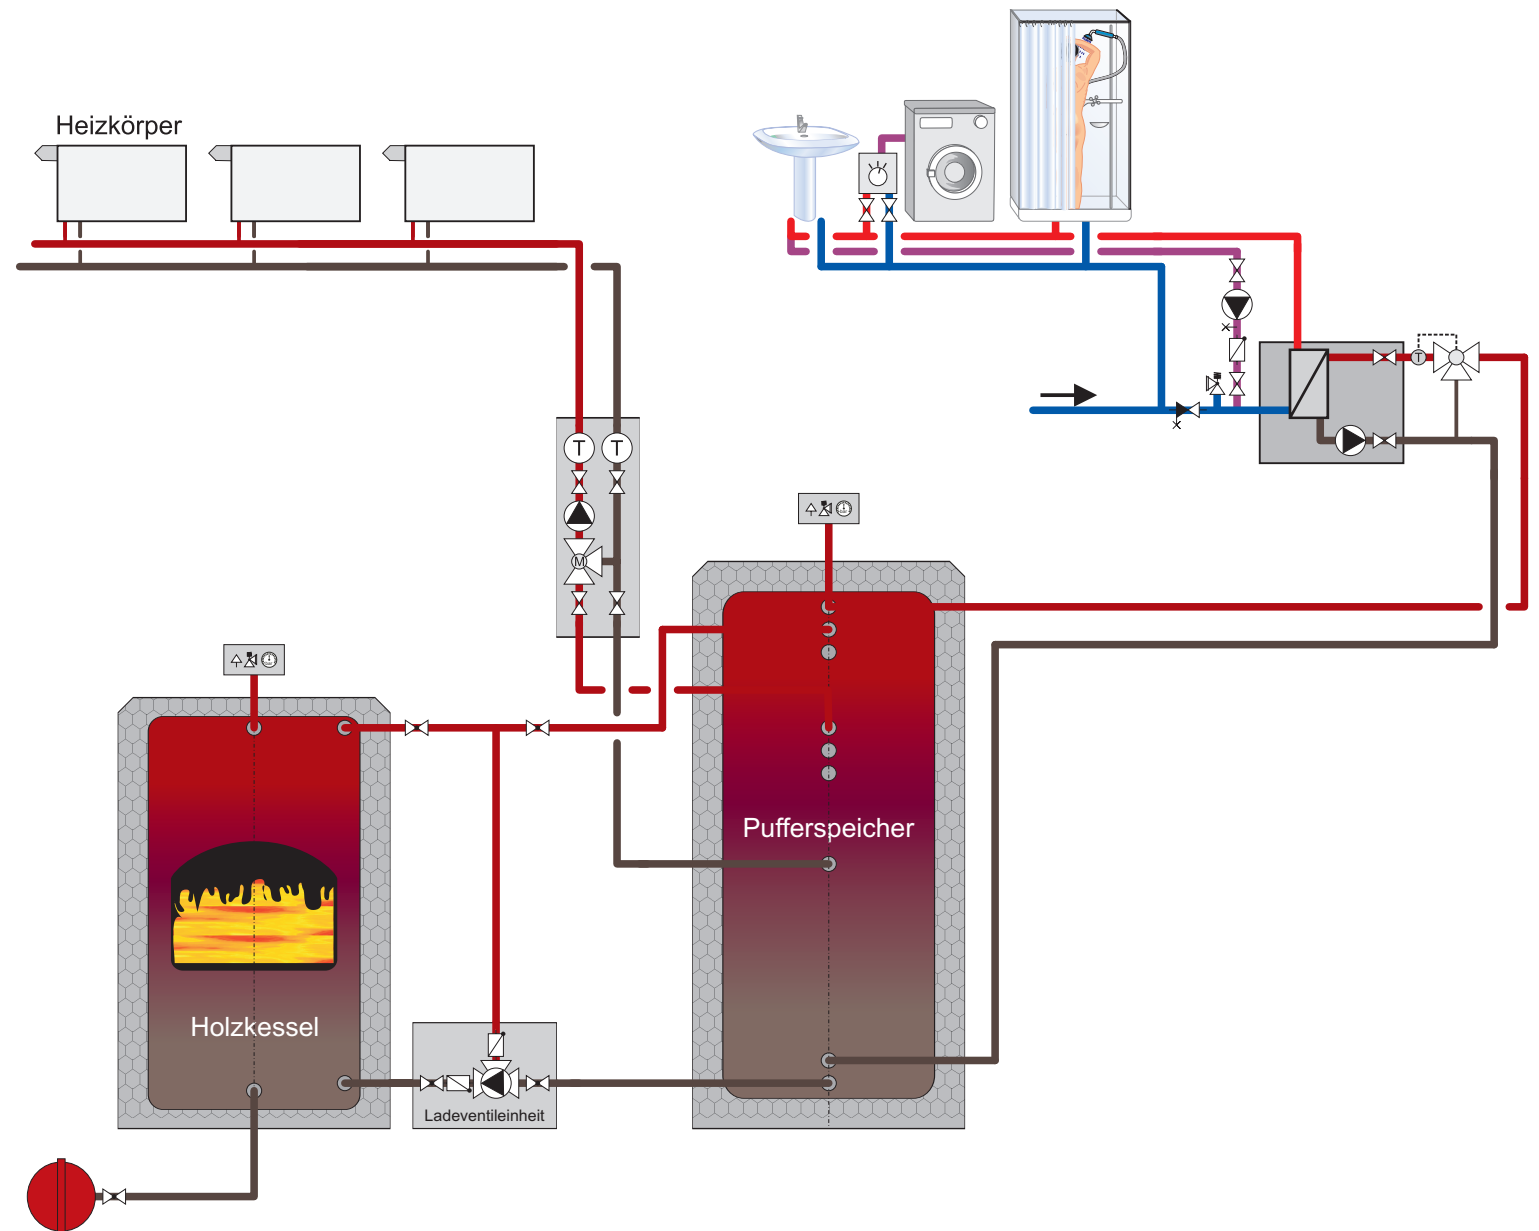 Heizkörper
T
T T
M
Pufferspeicher
Holzkessel
Ladeventileinheit